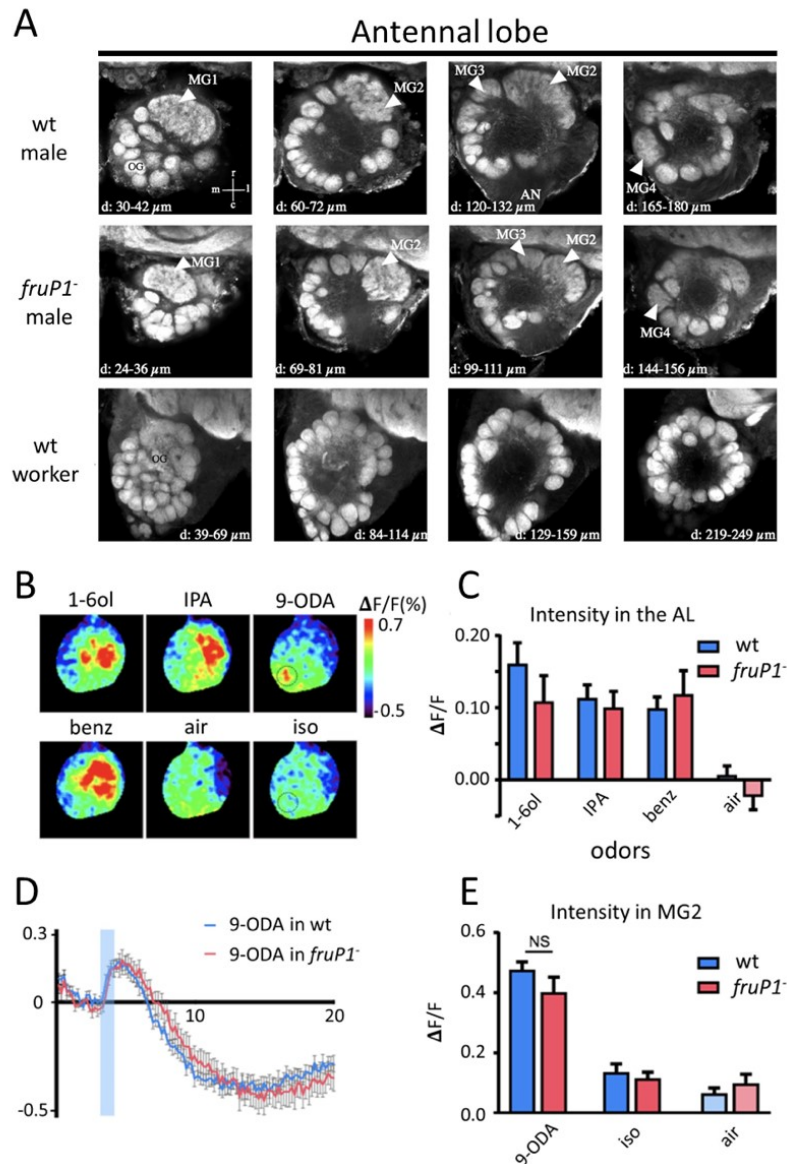 A
Antennal lobe
wt
male
MG1
OG
r
m
l
c
d: 30-42 µm
MG2
d: 60-72 µm
MG3
MG2
AN
d: 120-132 µm
MG4
d: 165-180 µm
fruP1-
male
MG1
d: 24-36 µm
MG2
d: 69-81 µm
MG3
MG2
d: 99-111 µm
MG4
d: 144-156 µm
wt
worker
OG
d: 39-69 µm
d: 84-114 µm
d: 129-159 µm
d: 219-249 µm
B
1-6ol IPA 9-ODA
ΔF/F(%)
0.7
-0.5
benz air iso
C
Intensity in the AL
wt
fruP1-
ΔF/F
0.20
0.10
0.00
1-6ol
IPA
benz
air
odors
D
9-ODA in wt
9-ODA in fruP1-
0.3
0
-0.5
10
20
E
Intensity in MG2
wt
fruP1-
NS
ΔF/F
0.6
0.4
0.2
0.0
9-ODA
iso
air